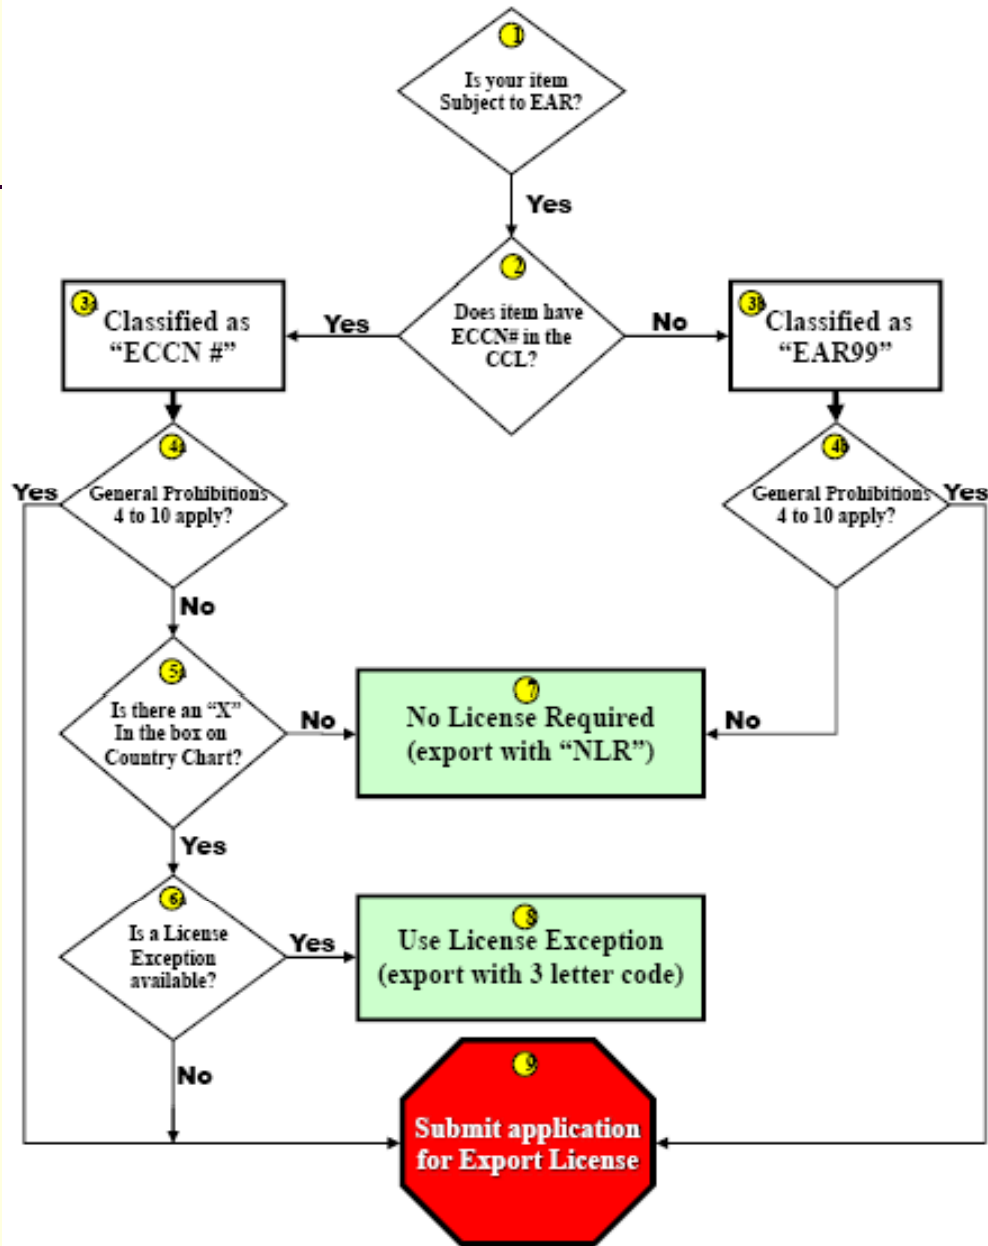 1
Is your item
Subject to EAR?
Yes
2
Does item have
ECCN# in the
CCL?
Yes
No
3a
Classified as
“ECCN #”
3b
Classified as
“EAR99”
4a
General Prohibitions
4 to 10 apply?
Yes
4b
General Prohibitions
4 to 10 apply?
Yes
No
5a
Is there an “X”
In the box on
Country Chart?
No
7
No License Required
(export with “NLR”)
No
Yes
6a
Is a License
Exception
available?
Yes
8
Use License Exception
(export with 3 letter code)
No
9
Submit application
for Export License